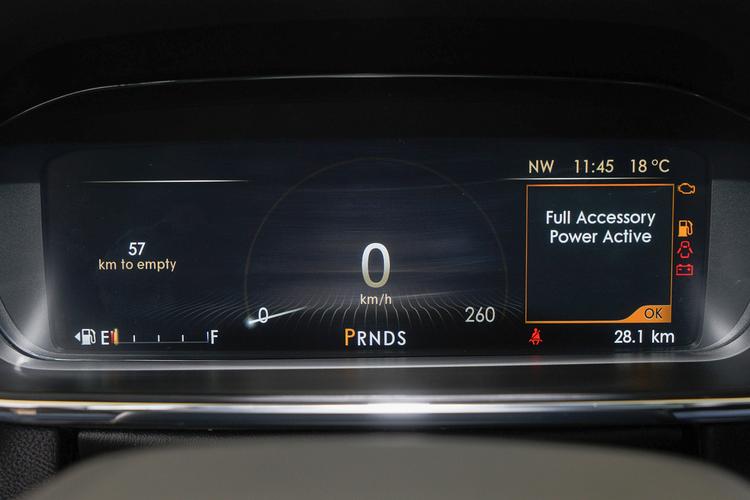 NW 11:45 18 °C
Full Accessory
Power Active
57
km to empty
0
km/h
0
260
OK
E F
PRNDS
28.1 km